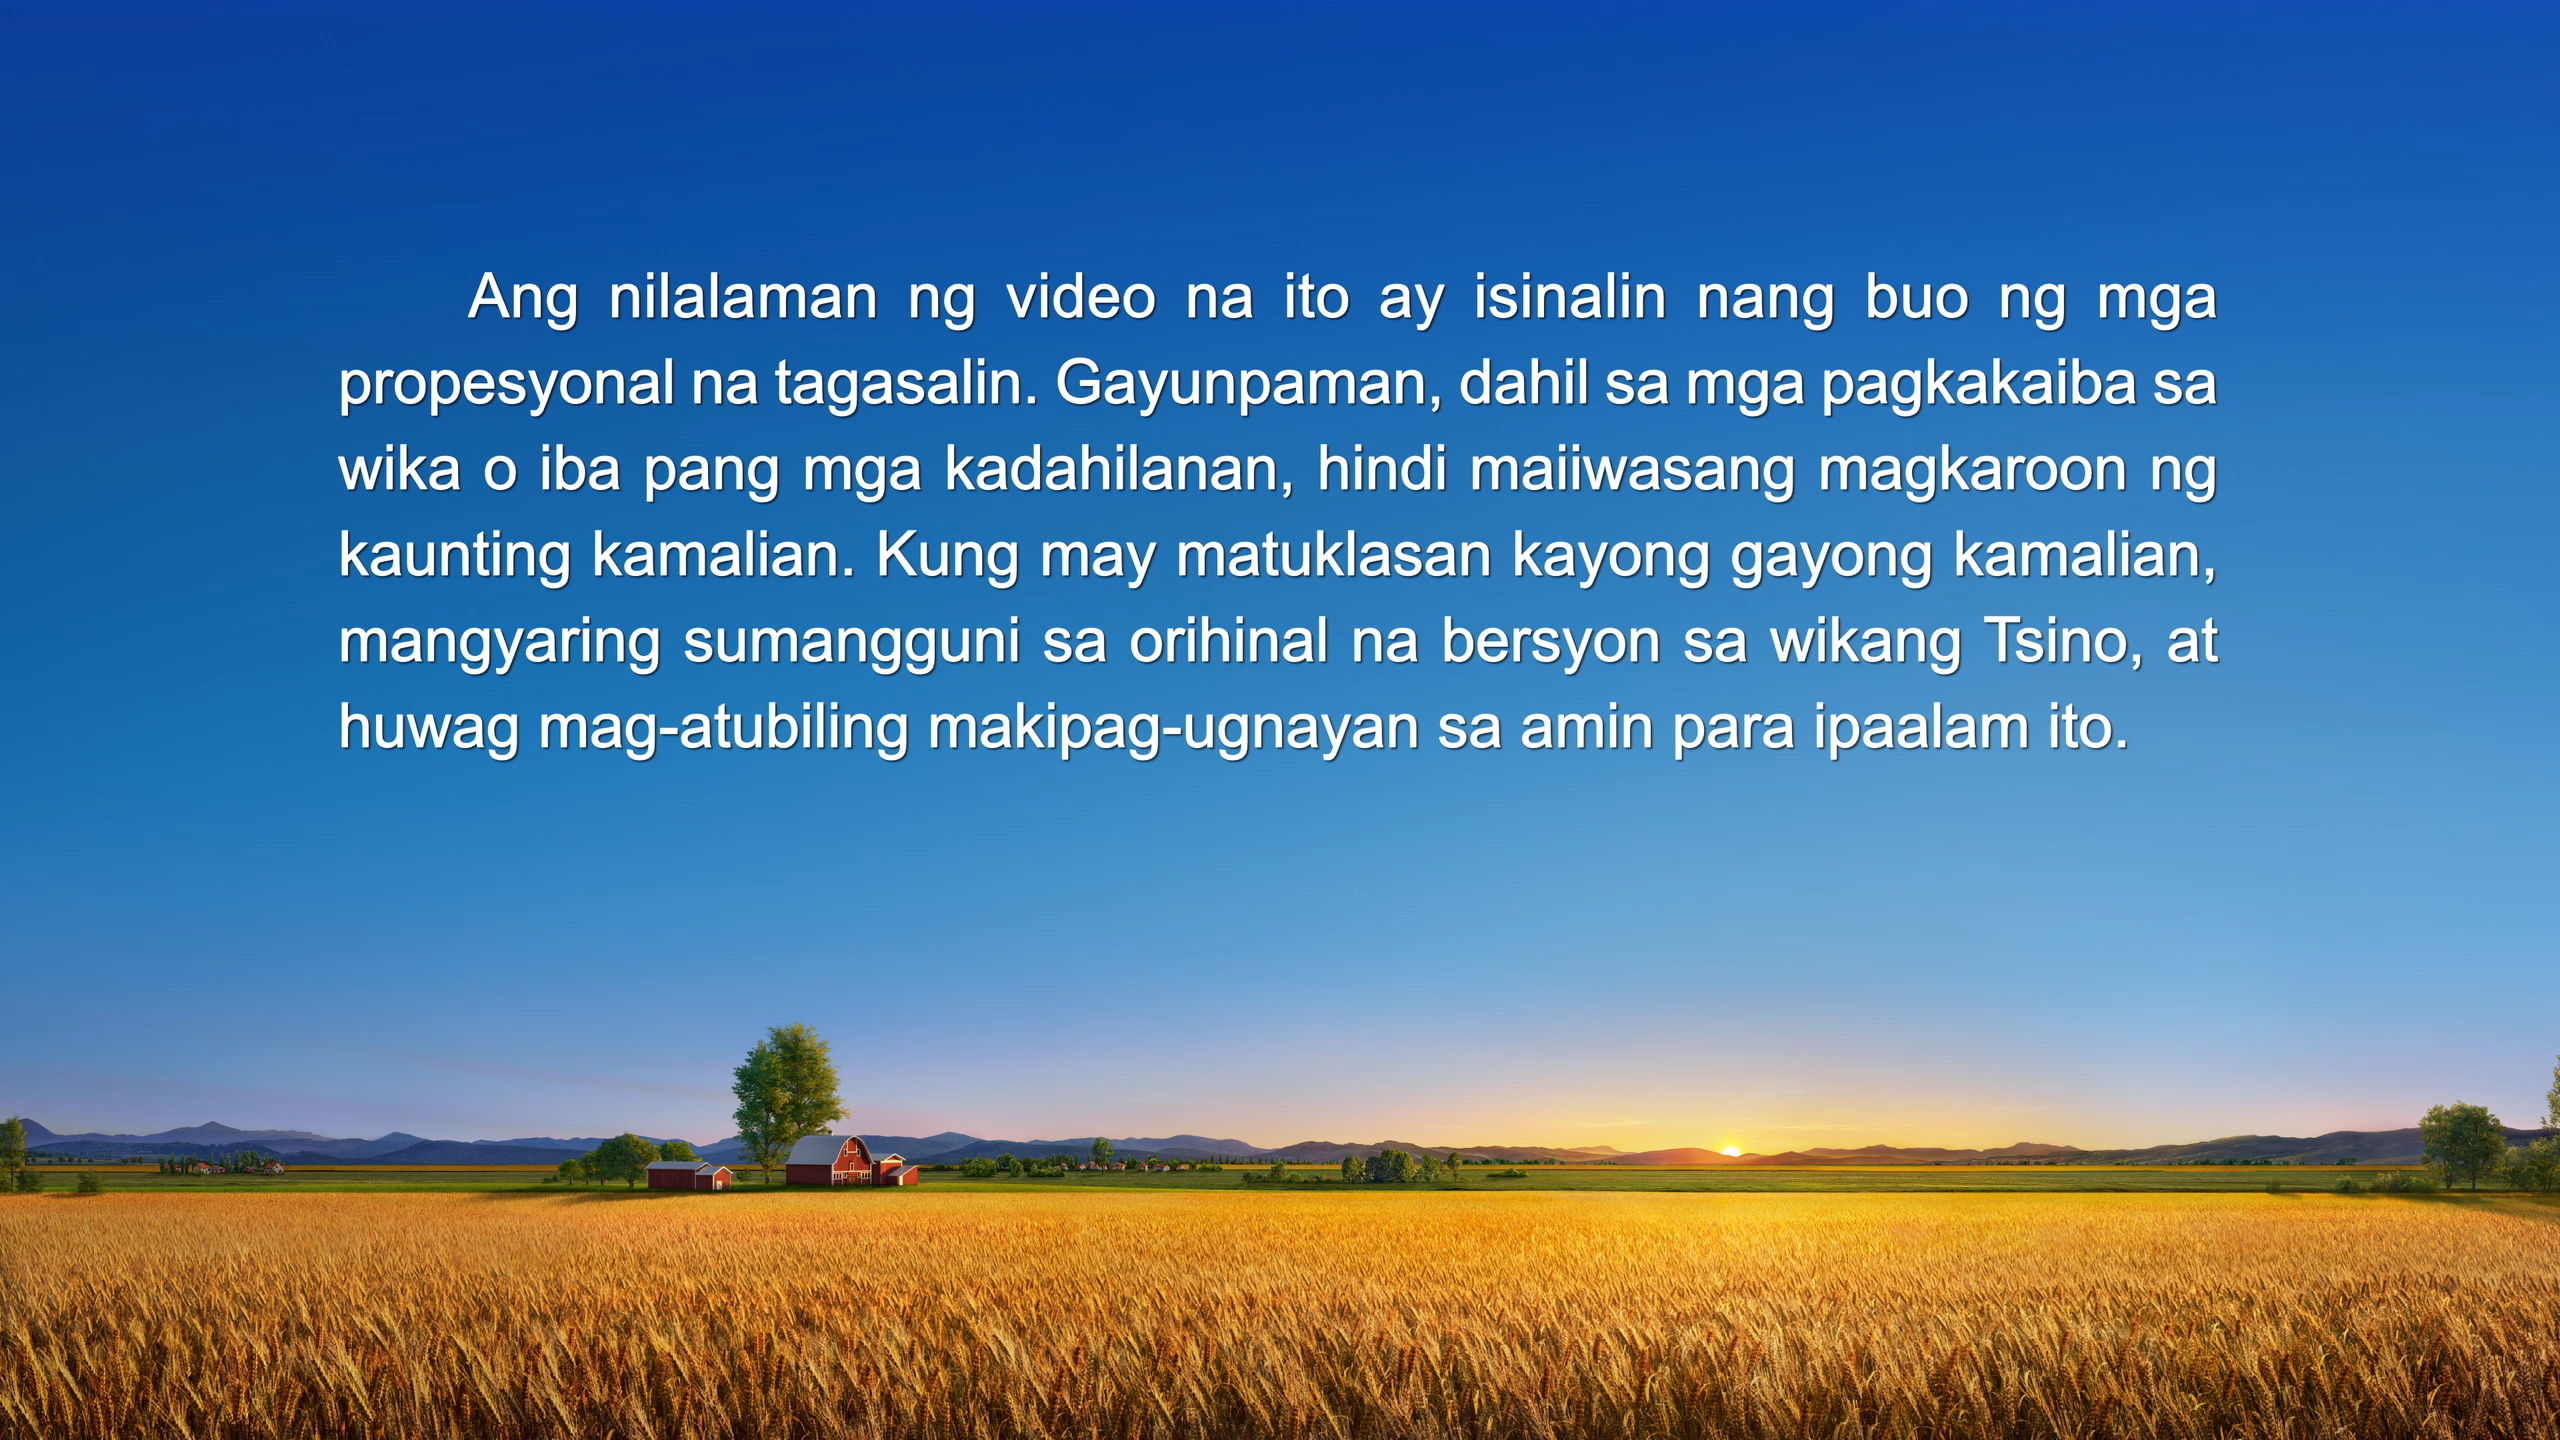 Ang nilalaman ng video na ito ay isinalin nang buo ng mga
propesyonal na tagasalin. Gayunpaman, dahil sa mga pagkakaiba sa
wika o iba pang mga kadahilanan, hindi maiiwasang magkaroon ng
kaunting kamalian. Kung may matuklasan kayong gayong kamalian,
mangyaring sumangguni sa orihinal na bersyon sa wikang Tsino, at
huwag mag-atubiling makipag-ugnayan sa amin para ipaalam ito.